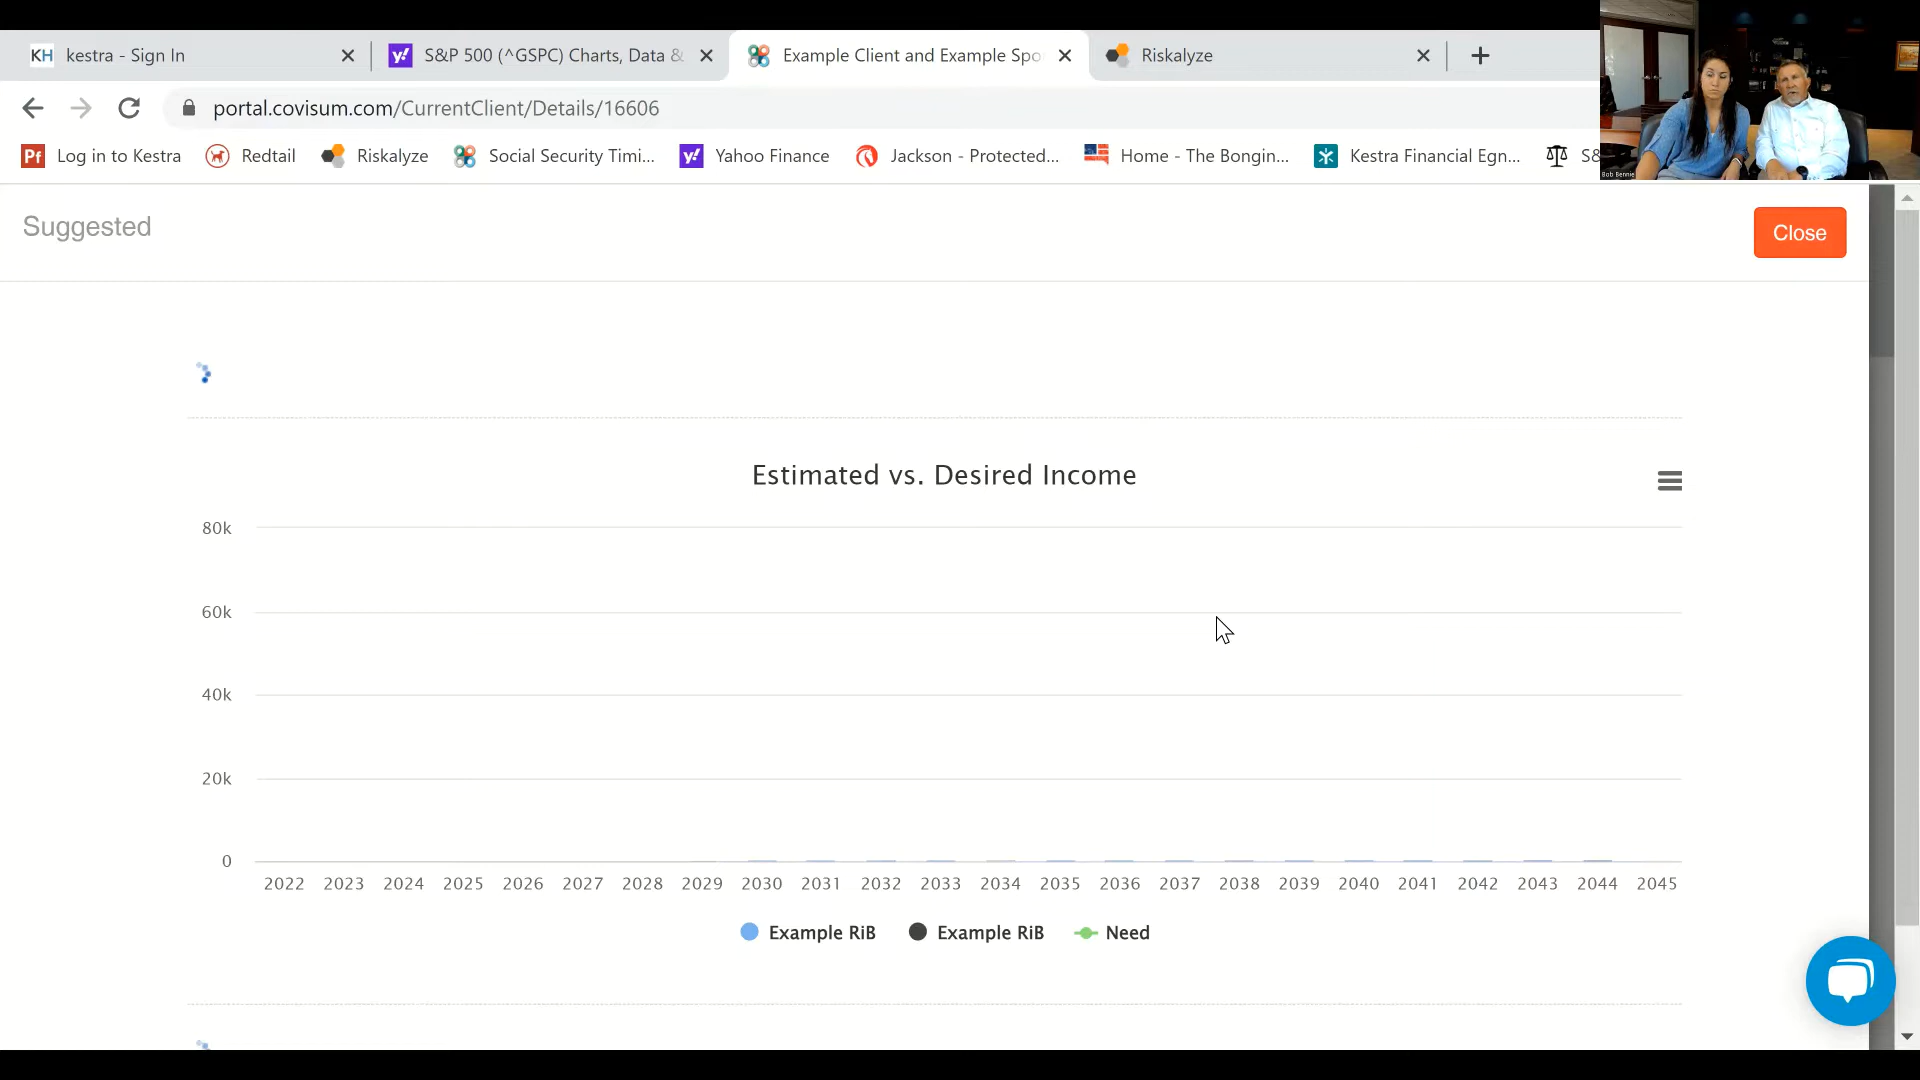 KH kestra - Sign In
y! S&P 500 (^GSPC) Charts, Data &
Example Client and Example Spo
Riskalyze
portal.covisum.com/CurrentClient/Details/16606
Pf Log in to Kestra
Redtail
Riskalyze
Social Security Timi...
y! Yahoo Finance
Jackson - Protected...
Home - The Bongin...
Kestra Financial Egn...
S&
Bob Bennie
Suggested
Close
Estimated vs. Desired Income
80k
60k
40k
20k
0
2022 2023 2024 2025 2026 2027 2028 2029 2030 2031 2032 2033 2034 2035 2036 2037 2038 2039 2040 2041 2042 2043 2044 2045
Example RiB Example RiB Need